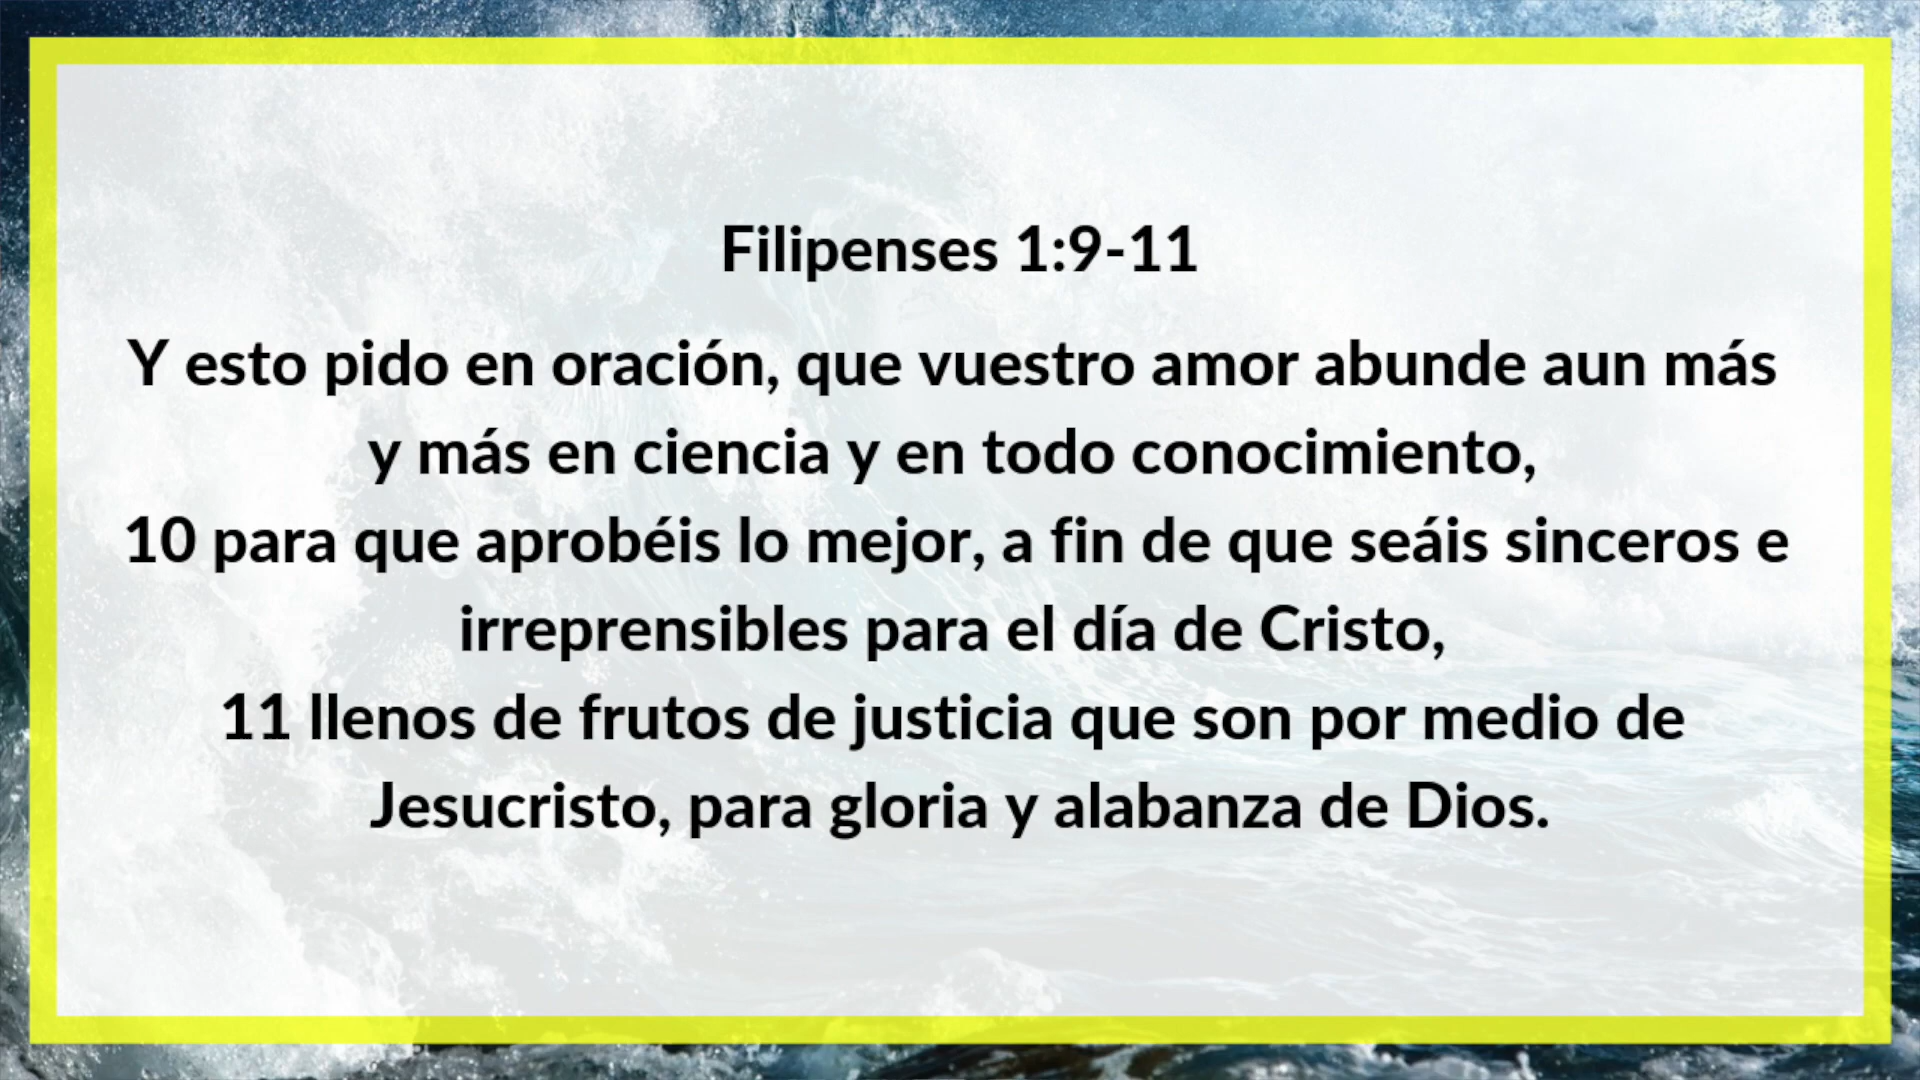 Filipenses 1:9-11
Y esto pido en oración, que vuestro amor abunde aun más
y más en ciencia y en todo conocimiento,
10 para que aprobéis lo mejor, a fin de que seáis sinceros e
irreprensibles para el día de Cristo,
11 llenos de frutos de justicia que son por medio de
Jesucristo, para gloria y alabanza de Dios.